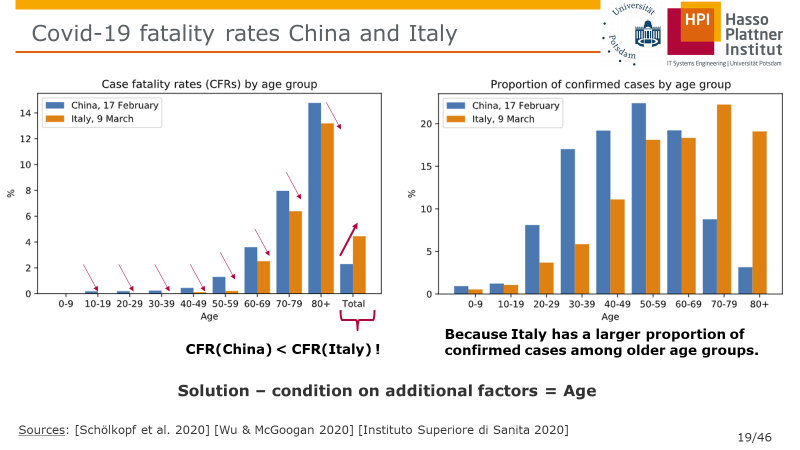 Covid-19 fatality rates China and Italy
Universität
Potsdam
HPI
Hasso
Plattner
Institut
IT Systems Engineering | Universität Potsdam
Case fatality rates (CFRs) by age group
China, 17 February
Italy, 9 March
%
14
12
10
8
6
4
2
0
0-9 10-19 20-29 30-39 40-49 50-59 60-69 70-79 80+ Total
Age
CFR(China) < CFR(Italy) !
Proportion of confirmed cases by age group
China, 17 February
Italy, 9 March
%
20
15
10
5
0
0-9 10-19 20-29 30-39 40-49 50-59 60-69 70-79 80+
Age
Because Italy has a larger proportion of
confirmed cases among older age groups.
Solution – condition on additional factors = Age
Sources: [Schölkopf et al. 2020] [Wu & McGoogan 2020] [Instituto Superiore di Sanita 2020]
19/46